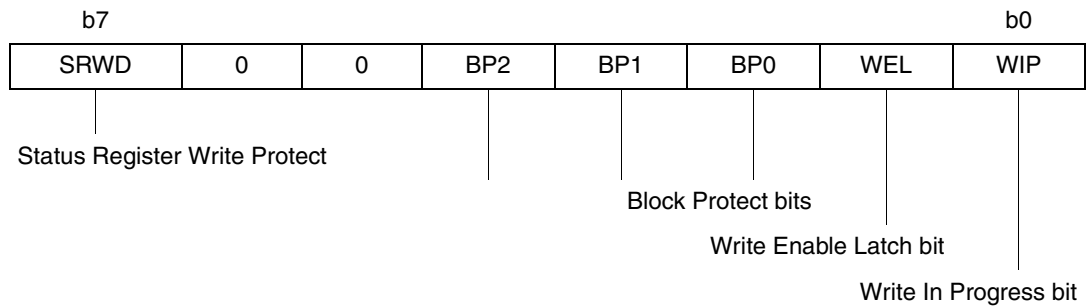 b7 b0
SRWD 0 0 BP2 BP1 BP0 WEL WIP
Status Register Write Protect
Block Protect bits
Write Enable Latch bit
Write In Progress bit